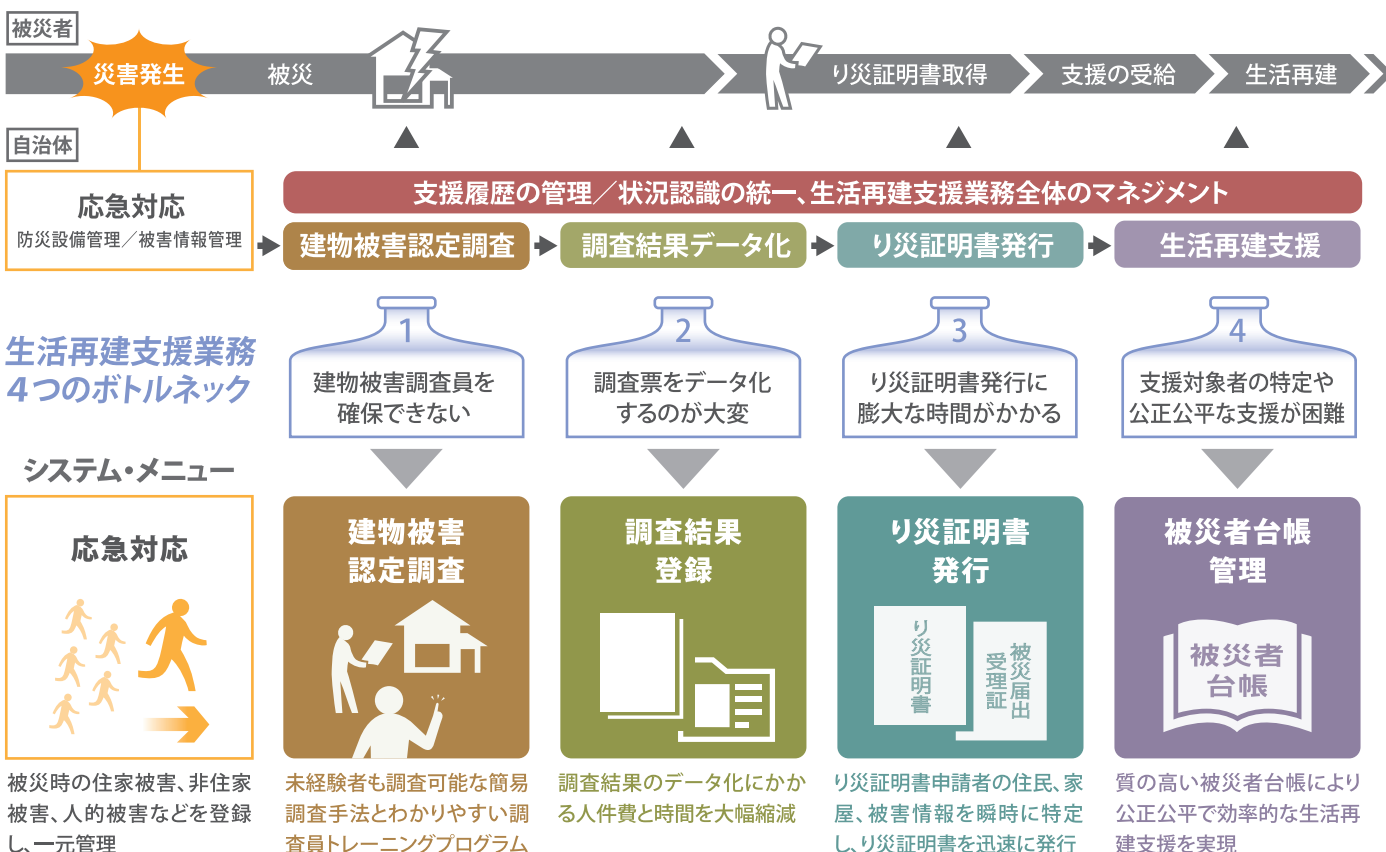 被災者
災害発生
被災
り災証明書取得
支援の受給
生活再建
自治体
応急対応
防災設備管理／被害情報管理
支援履歴の管理／状況認識の統一、生活再建支援業務全体のマネジメント
建物被害認定調査
調査結果データ化
り災証明書発行
生活再建支援
生活再建支援業務
4つのボトルネック
1
建物被害調査員を
確保できない
2
調査票をデータ化
するのが大変
3
り災証明書発行に
膨大な時間がかかる
4
支援対象者の特定や
公正公平な支援が困難
システム・メニュー
応急対応
被災時の住家被害、非住家
被害、人的被害などを登録
し、一元管理
建物被害
認定調査
未経験者も調査可能な簡易
調査手法とわかりやすい調
査員トレーニングプログラム
調査結果
登録
調査結果のデータ化にかか
る人件費と時間を大幅縮減
り災証明書
発行
り災証明書
被災届出
受理証
り災証明書申請者の住民、家
屋、被害情報を瞬時に特定
し、り災証明書を迅速に発行
被災者台帳
管理
被災者
台帳
質の高い被災者台帳により
公正公平で効率的な生活再
建支援を実現